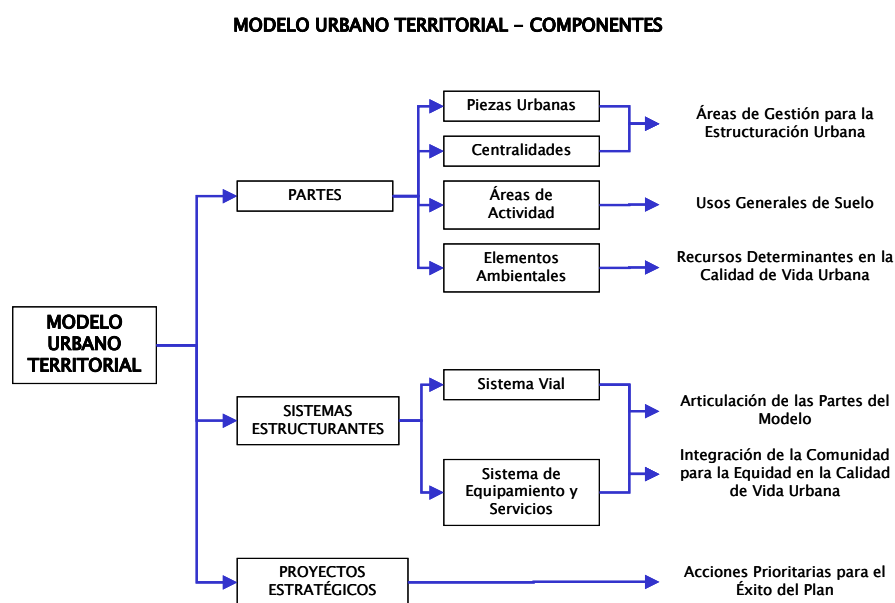 MODELO URBANO TERRITORIAL – COMPONENTES
Piezas Urbanas
Centralidades
Áreas de Gestión para la
Estructuración Urbana
PARTES
Áreas de
Actividad
Usos Generales de Suelo
Elementos
Ambientales
Recursos Determinantes en la
Calidad de Vida Urbana
MODELO
URBANO
TERRITORIAL
SISTEMAS
ESTRUCTURANTES
Sistema Vial
Articulación de las Partes del
Modelo
Sistema de
Equipamiento y
Servicios
Integración de la Comunidad
para la Equidad en la Calidad
de Vida Urbana
PROYECTOS
ESTRATÉGICOS
Acciones Prioritarias para el
Éxito del Plan